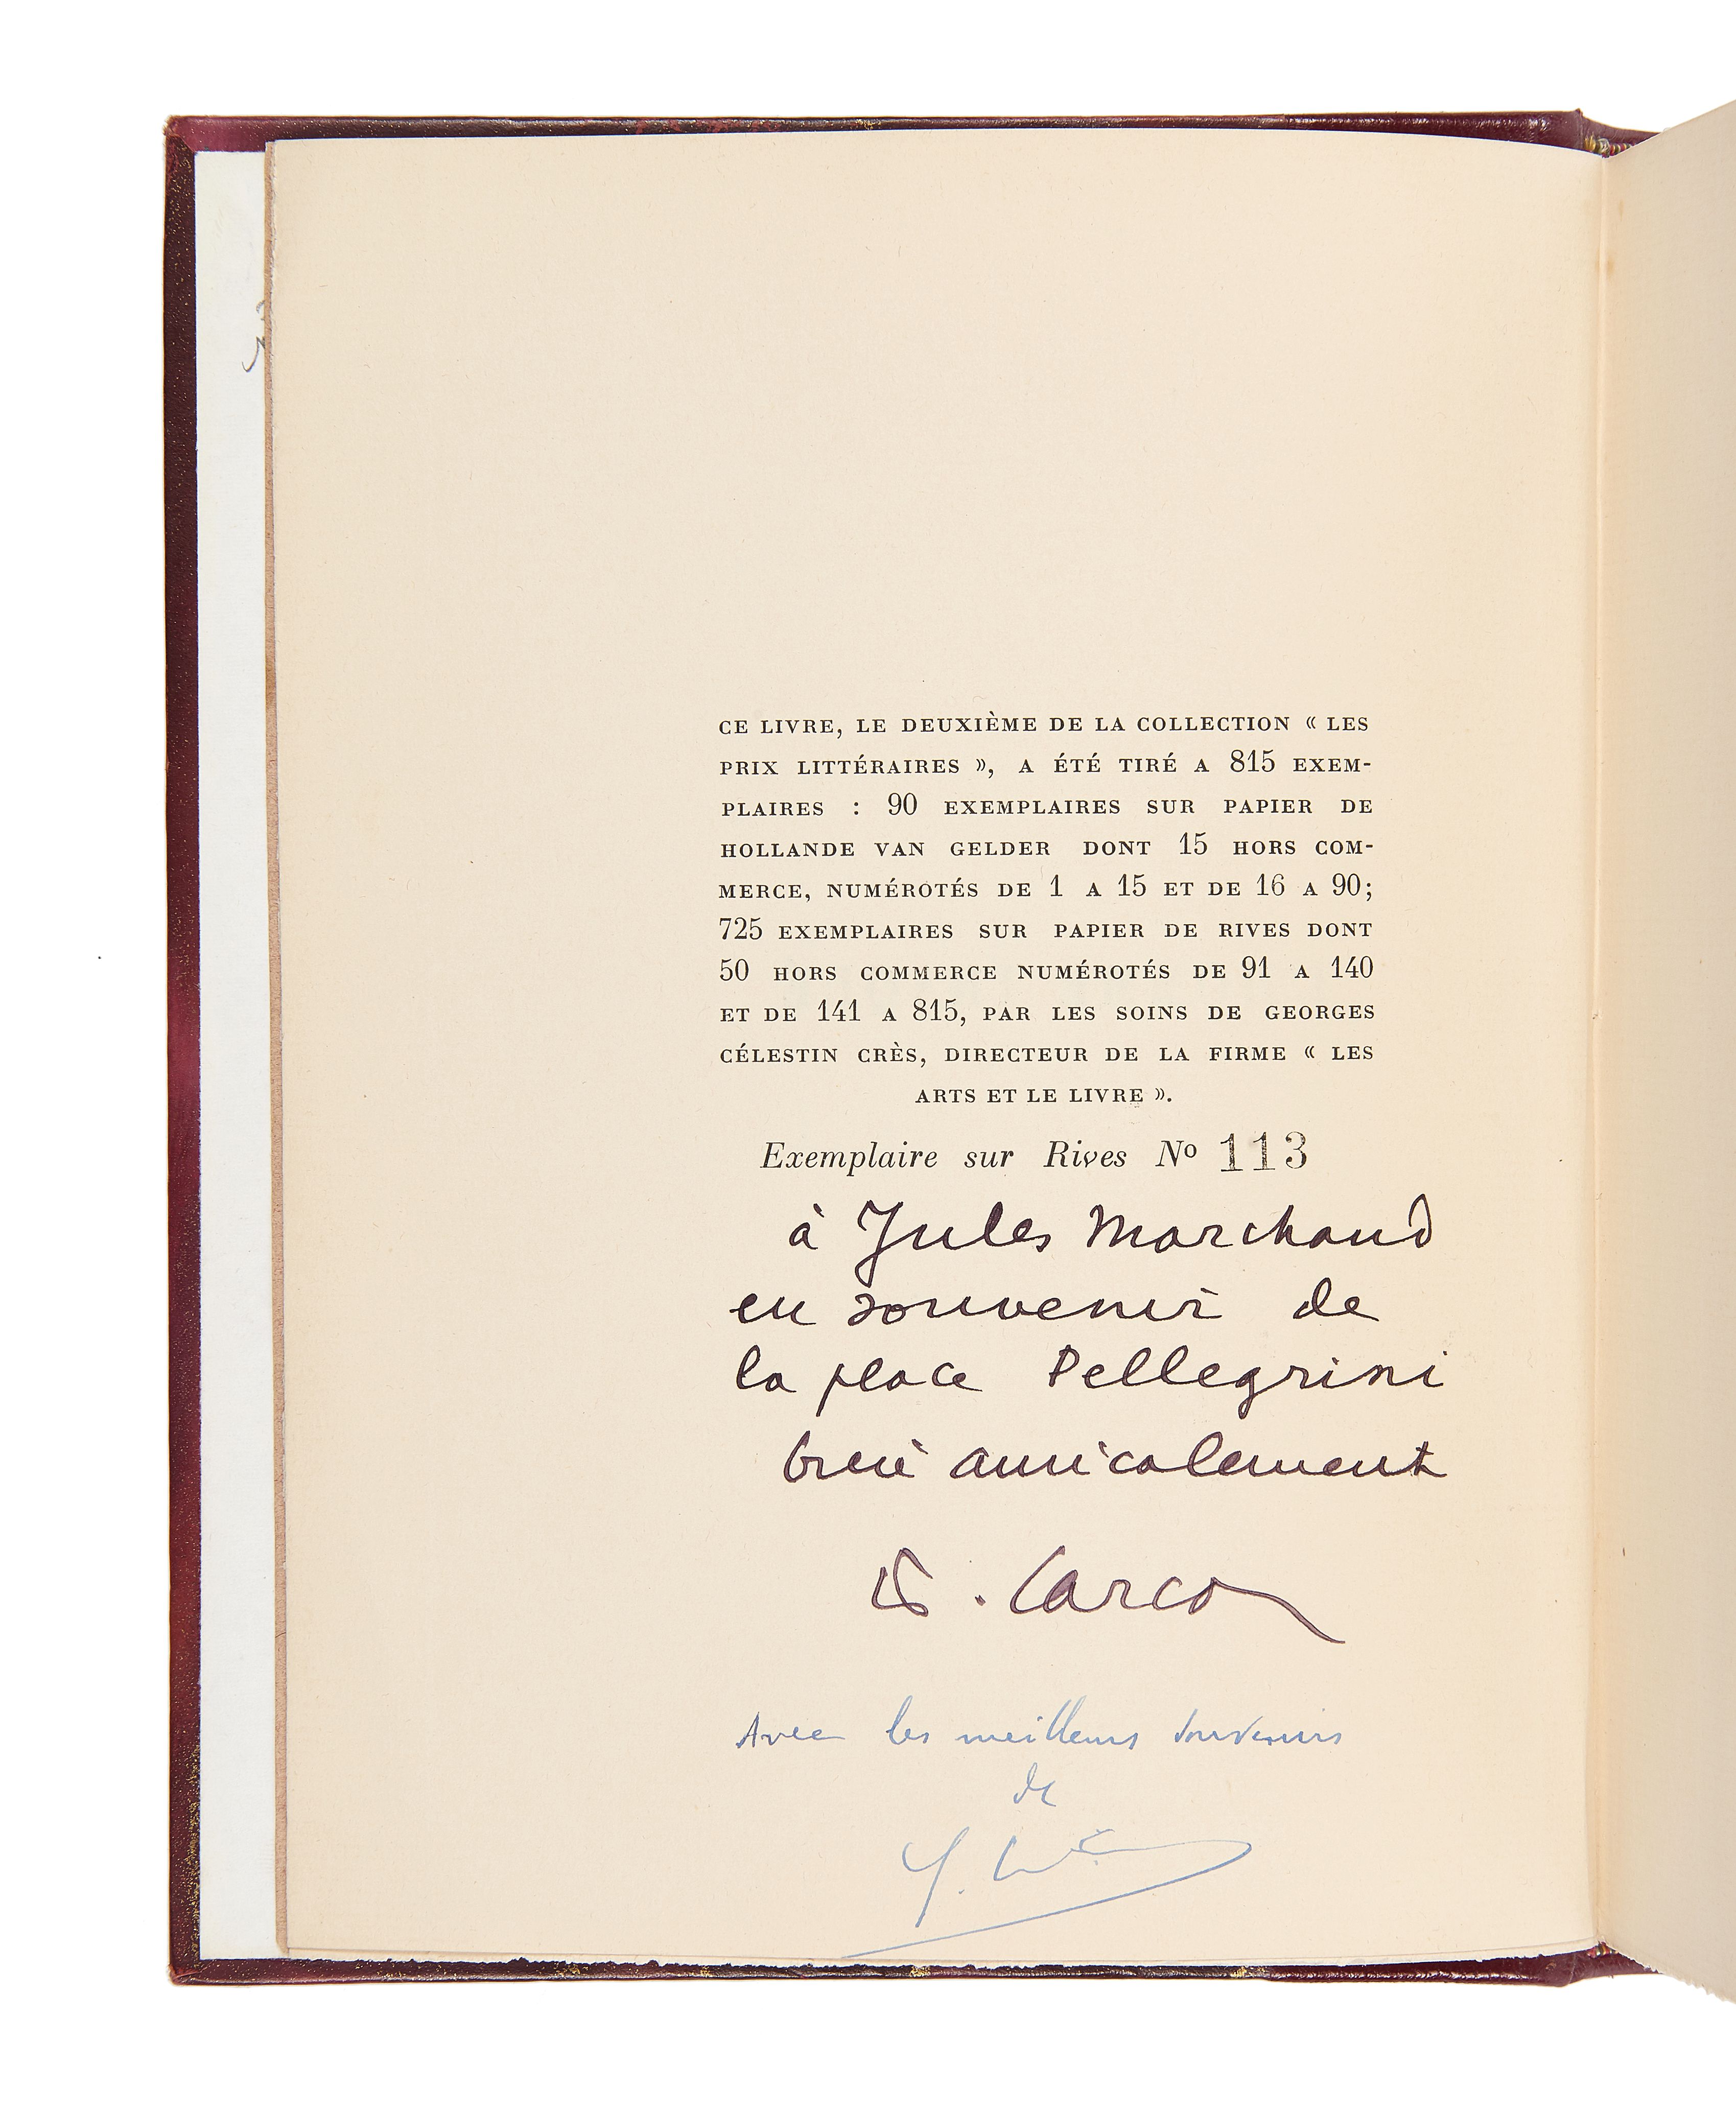 CE LIVRE, LE DEUXIÈME DE LA COLLECTION « LES
PRIX LITTÉRAIRES », A ÉTÉ TIRÉ A 815 EXEM-
PLAIRES : 90 EXEMPLAIRES SUR PAPIER DE
HOLLANDE VAN GELDER DONT 15 HORS COM-
MERCE, NUMÉROTÉS DE 1 A 15 ET DE 16 A 90;
725 EXEMPLAIRES SUR PAPIER DE RIVES DONT
50 HORS COMMERCE NUMÉROTÉS DE 91 A 140
ET DE 141 A 815, PAR LES SOINS DE GEORGES
CÉLESTIN CRÈS, DIRECTEUR DE LA FIRME « LES
ARTS ET LE LIVRE ».
Exemplaire sur Rives Nº 113
à Jules Marchand
en souvenir de
la place Pellegrini
bien amicalement
Carco
Avec les meilleurs souvenirs
de